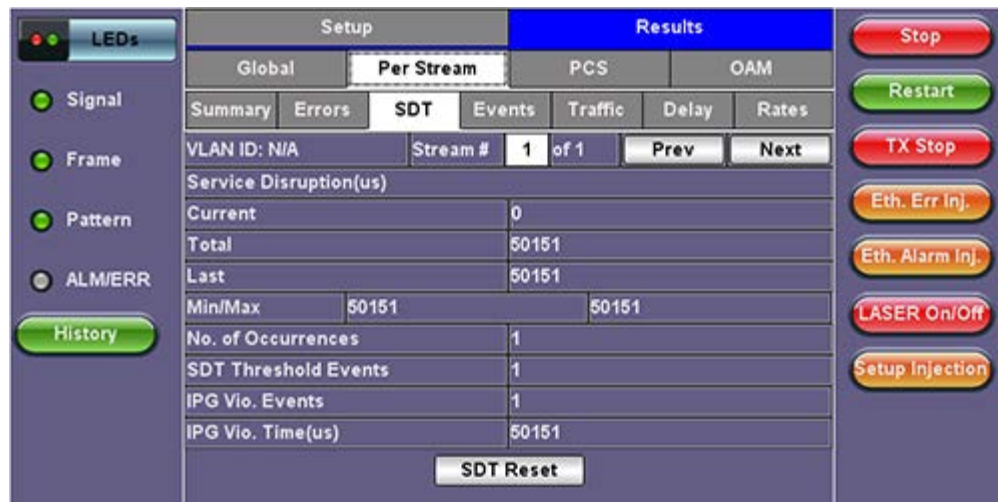 LEDs
Signal
Frame
Pattern
ALM/ERR
History
Setup Results
Global Per Stream PCS OAM
Summary Errors SDT Events Traffic Delay Rates
VLAN ID: N/A Stream # 1 of 1 Prev Next
Service Disruption(us)
Current 0
Total 50151
Last 50151
Min/Max 50151 50151
No. of Occurrences 1
SDT Threshold Events 1
IPG Vio. Events 1
IPG Vio. Time(us) 50151
SDT Reset
Stop
Restart
TX Stop
Eth. Err Inj.
Eth. Alarm Inj.
LASER On/Off
Setup Injection